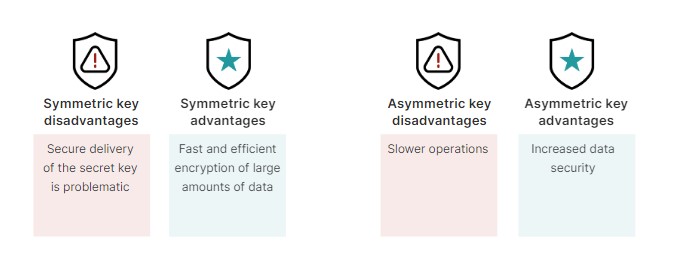 Symmetric key
disadvantages
Secure delivery
of the secret key
is problematic
Symmetric key
advantages
Fast and efficient
encryption of large
amounts of data
Asymmetric key
disadvantages
Slower operations
Asymmetric key
advantages
Increased data
security